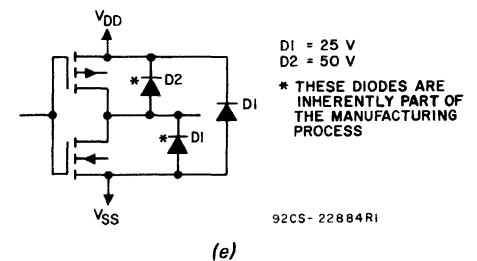 VDD
* D2
D1
* D1
VSS
D1 = 25 V
D2 = 50 V
* THESE DIODES ARE
INHERENTLY PART OF
THE MANUFACTURING
PROCESS
92CS-22884R1
(e)